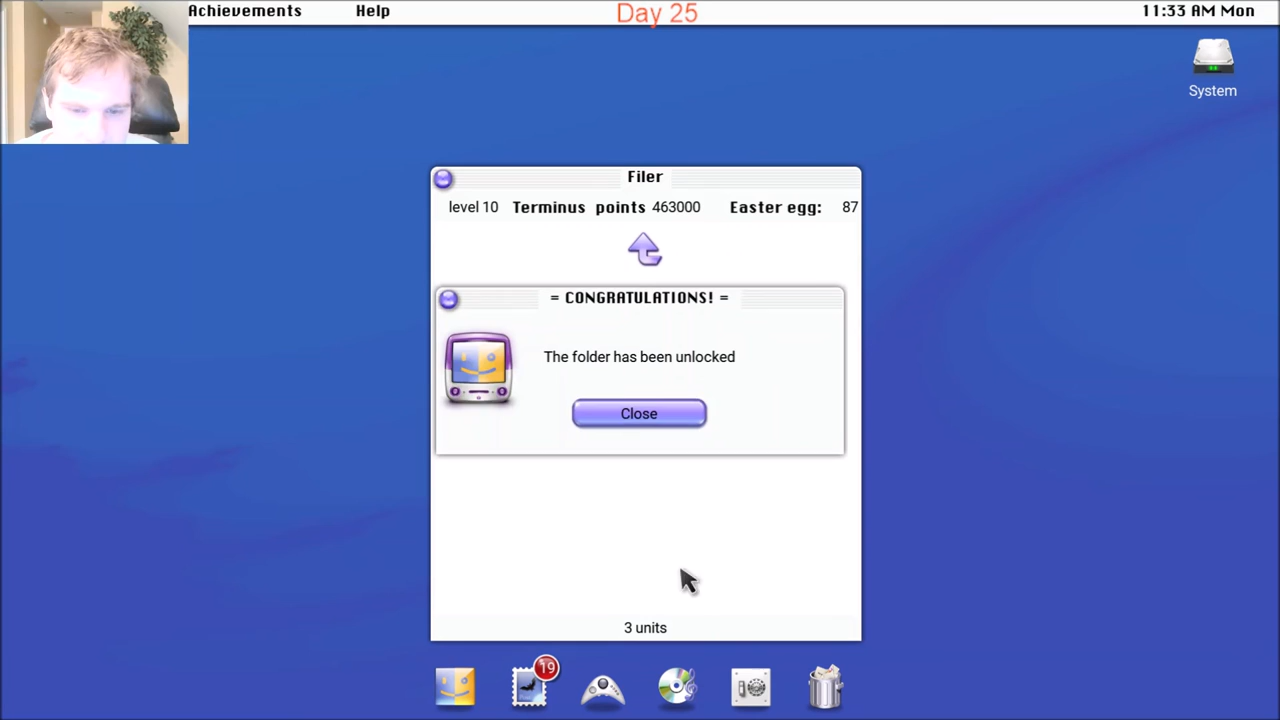 Achievements Help Day 25 11:33 AM Mon
System
Filer
level 10 Terminus points 463000 Easter egg: 87
= CONGRATULATIONS! =
The folder has been unlocked
Close
3 units
19